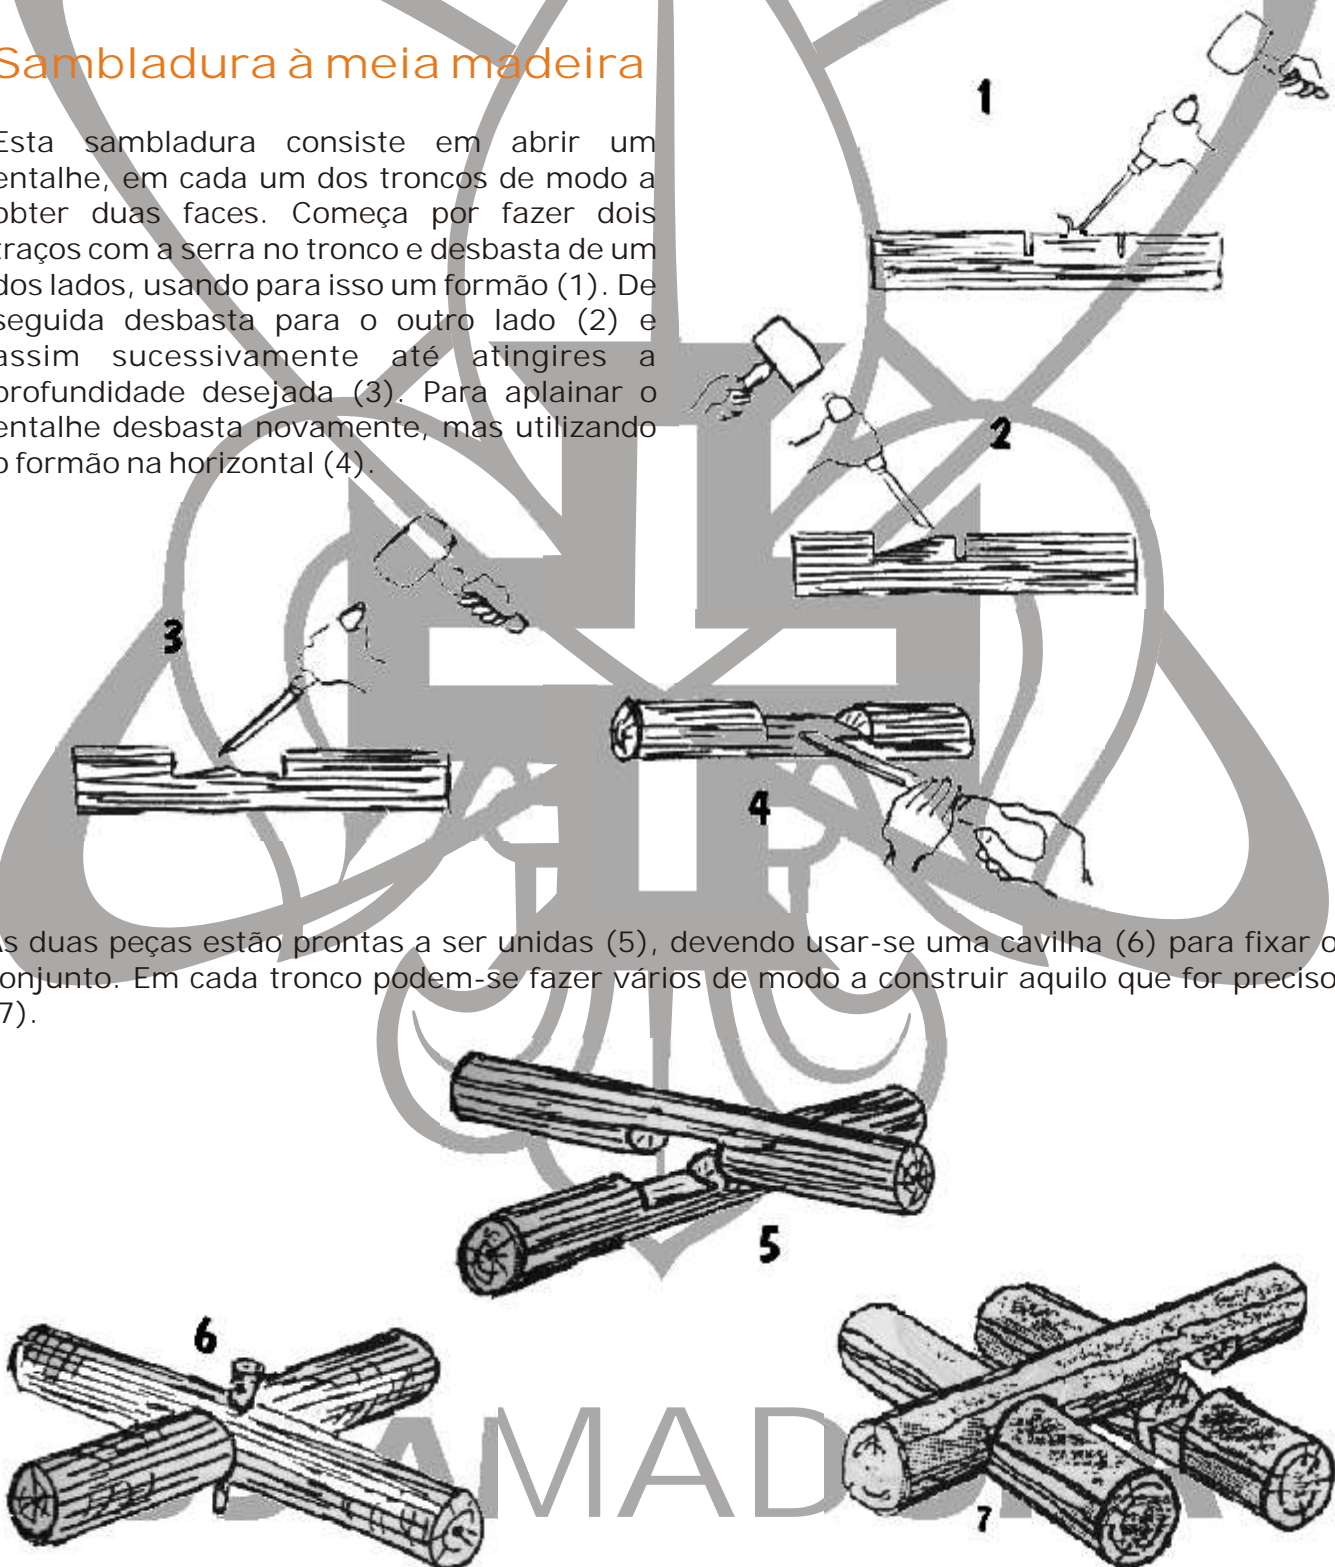 Sambladura à meia madeira
1
Esta sambladura consiste em abrir um
entalhe, em cada um dos troncos de modo a
obter duas faces. Começa por fazer dois
traços com a serra no tronco e desbasta de um
dos lados, usando para isso um formão (1). De
seguida desbasta para o outro lado (2) e
assim sucessivamente até atingires a
profundidade desejada (3). Para aplainar o
entalhe desbasta novamente, mas utilizando
o formão na horizontal (4).
2
3
4
As duas peças estão prontas a ser unidas (5), devendo usar-se uma cavilha (6) para fixar o
conjunto. Em cada tronco podem-se fazer vários de modo a construir aquilo que for preciso
(7).
5
6
7